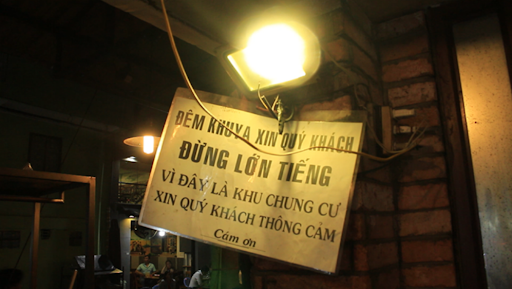 ĐÊM KHUYA XIN QUÝ KHÁCH
ĐỪNG LỚN TIẾNG
VÌ ĐÂY LÀ KHU CHUNG CƯ
XIN QUÝ KHÁCH THÔNG CẢM
Cám ơn